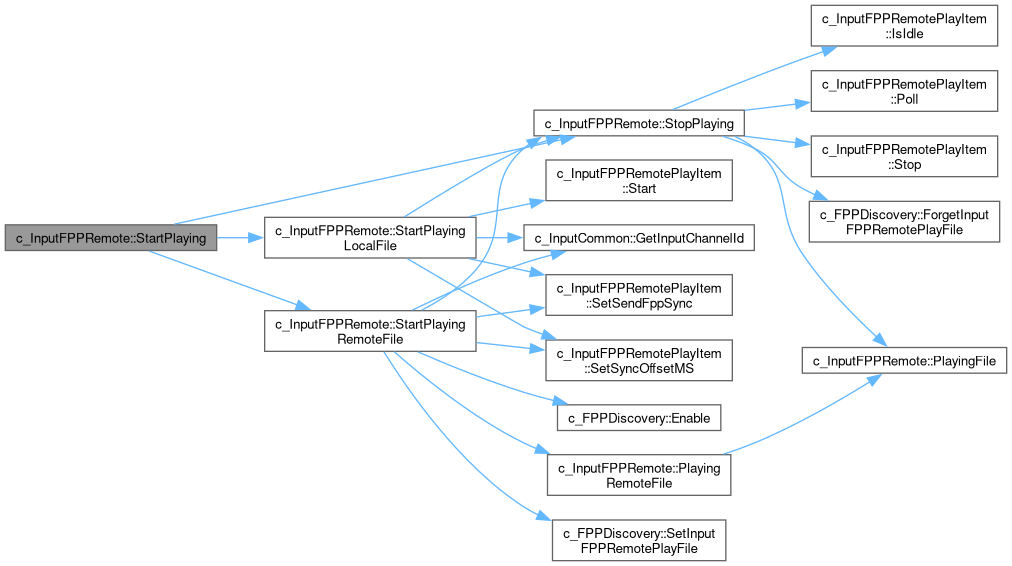 c_InputFPPRemote::StartPlaying
c_InputFPPRemote::StartPlaying
LocalFile
c_InputFPPRemote::StartPlaying
RemoteFile
c_InputFPPRemote::StopPlaying
c_InputFPPRemotePlayItem
::Start
c_InputCommon::GetInputChannelId
c_InputFPPRemotePlayItem
::SetSendFppSync
c_InputFPPRemotePlayItem
::SetSyncOffsetMS
c_FPPDiscovery::Enable
c_InputFPPRemote::Playing
RemoteFile
c_FPPDiscovery::SetInput
FPPRemotePlayFile
c_InputFPPRemotePlayItem
::IsIdle
c_InputFPPRemotePlayItem
::Poll
c_InputFPPRemotePlayItem
::Stop
c_FPPDiscovery::ForgetInput
FPPRemotePlayFile
c_InputFPPRemote::PlayingFile